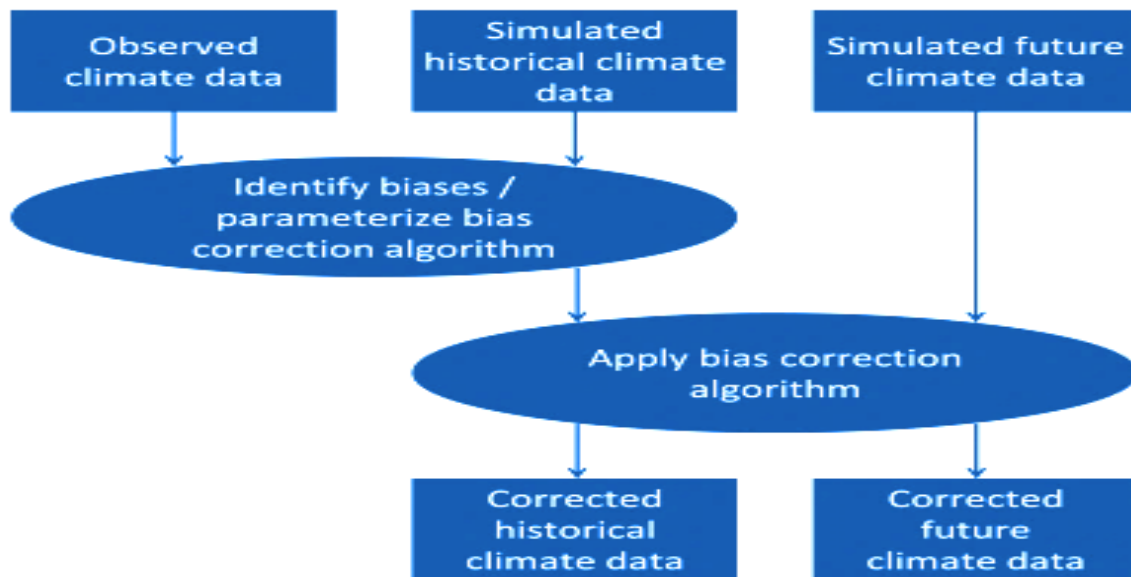 Observed
climate data
Simulated
historical climate
data
Simulated future
climate data
Identify biases /
parameterize bias
correction algorithm
Apply bias correction
algorithm
Corrected
historical
climate data
Corrected
future
climate data